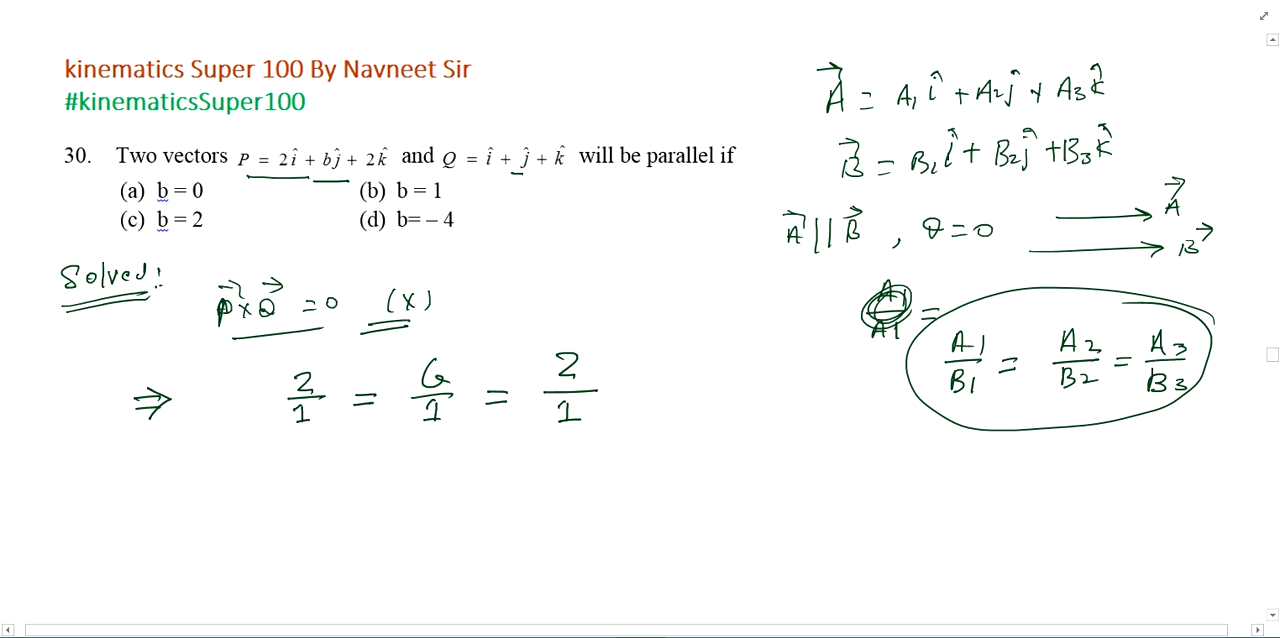 kinematics Super 100 By Navneet Sir
#kinematicsSuper100
30. Two vectors P = 2î + bĵ + 2k̂ and Q = î + ĵ + k̂ will be parallel if
(a) b = 0 (b) b = 1
(c) b = 2 (d) b= – 4
Solved:
P⃗ x Q⃗ = 0 (x)
⇒ 2/1 = b/1 = 2/1
A⃗ = A1 î + A2 ĵ + A3 k̂
B⃗ = B1 î + B2 ĵ + B3 k̂
A⃗ || B⃗ , θ = 0 A⃗
B⃗
A1/A1 =
A1/B1 = A2/B2 = A3/B3